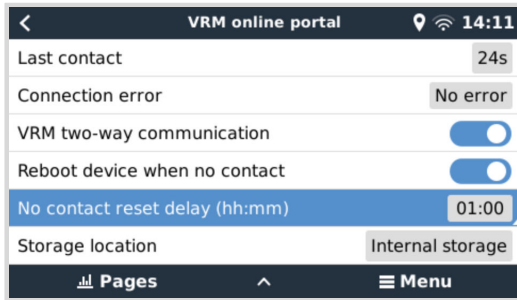 VRM online portal 14:11
Last contact 24s
Connection error No error
VRM two-way communication
Reboot device when no contact
No contact reset delay (hh:mm) 01:00
Storage location Internal storage
Pages Menu